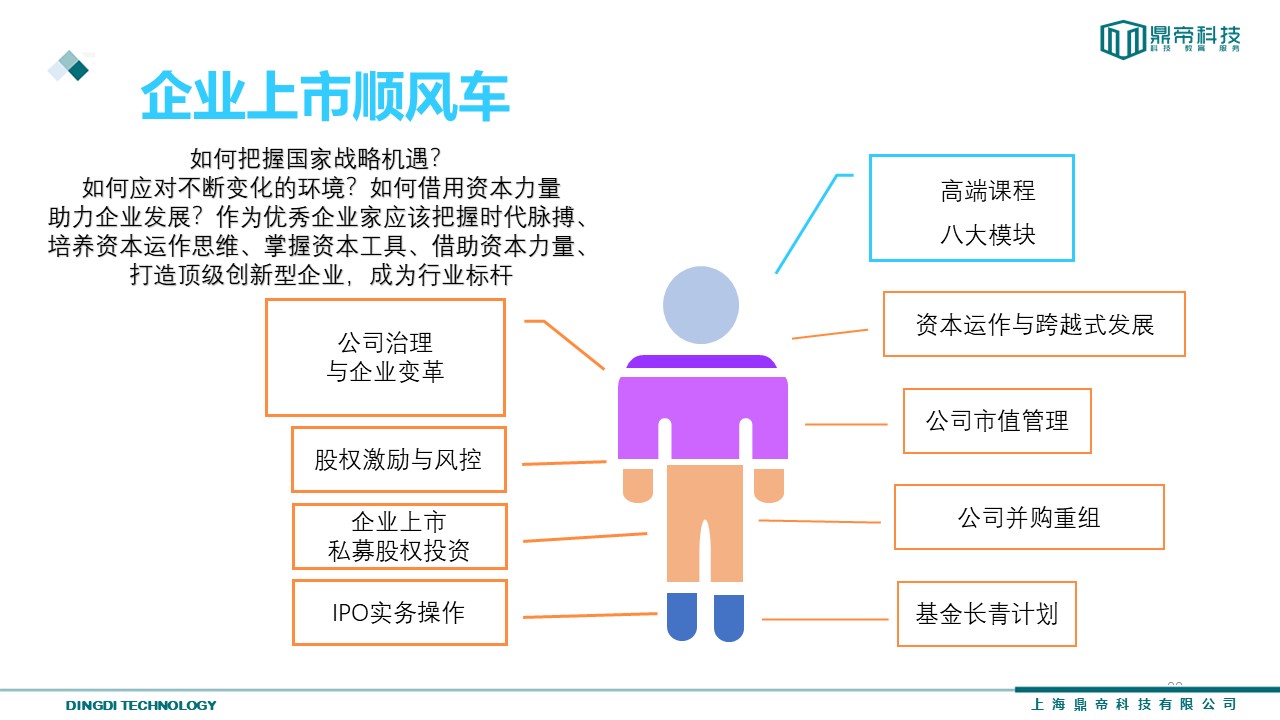 鼎帝科技
科技 教育 服务
企业上市顺风车
如何把握国家战略机遇？
如何应对不断变化的环境？如何借用资本力量
助力企业发展？作为优秀企业家应该把握时代脉搏、
培养资本运作思维、掌握资本工具、借助资本力量、
打造顶级创新型企业，成为行业标杆
高端课程
八大模块
公司治理
与企业变革
股权激励与风控
企业上市
私募股权投资
IPO实务操作
资本运作与跨越式发展
公司市值管理
公司并购重组
基金长青计划
DINGDI TECHNOLOGY
上海鼎帝科技有限公司